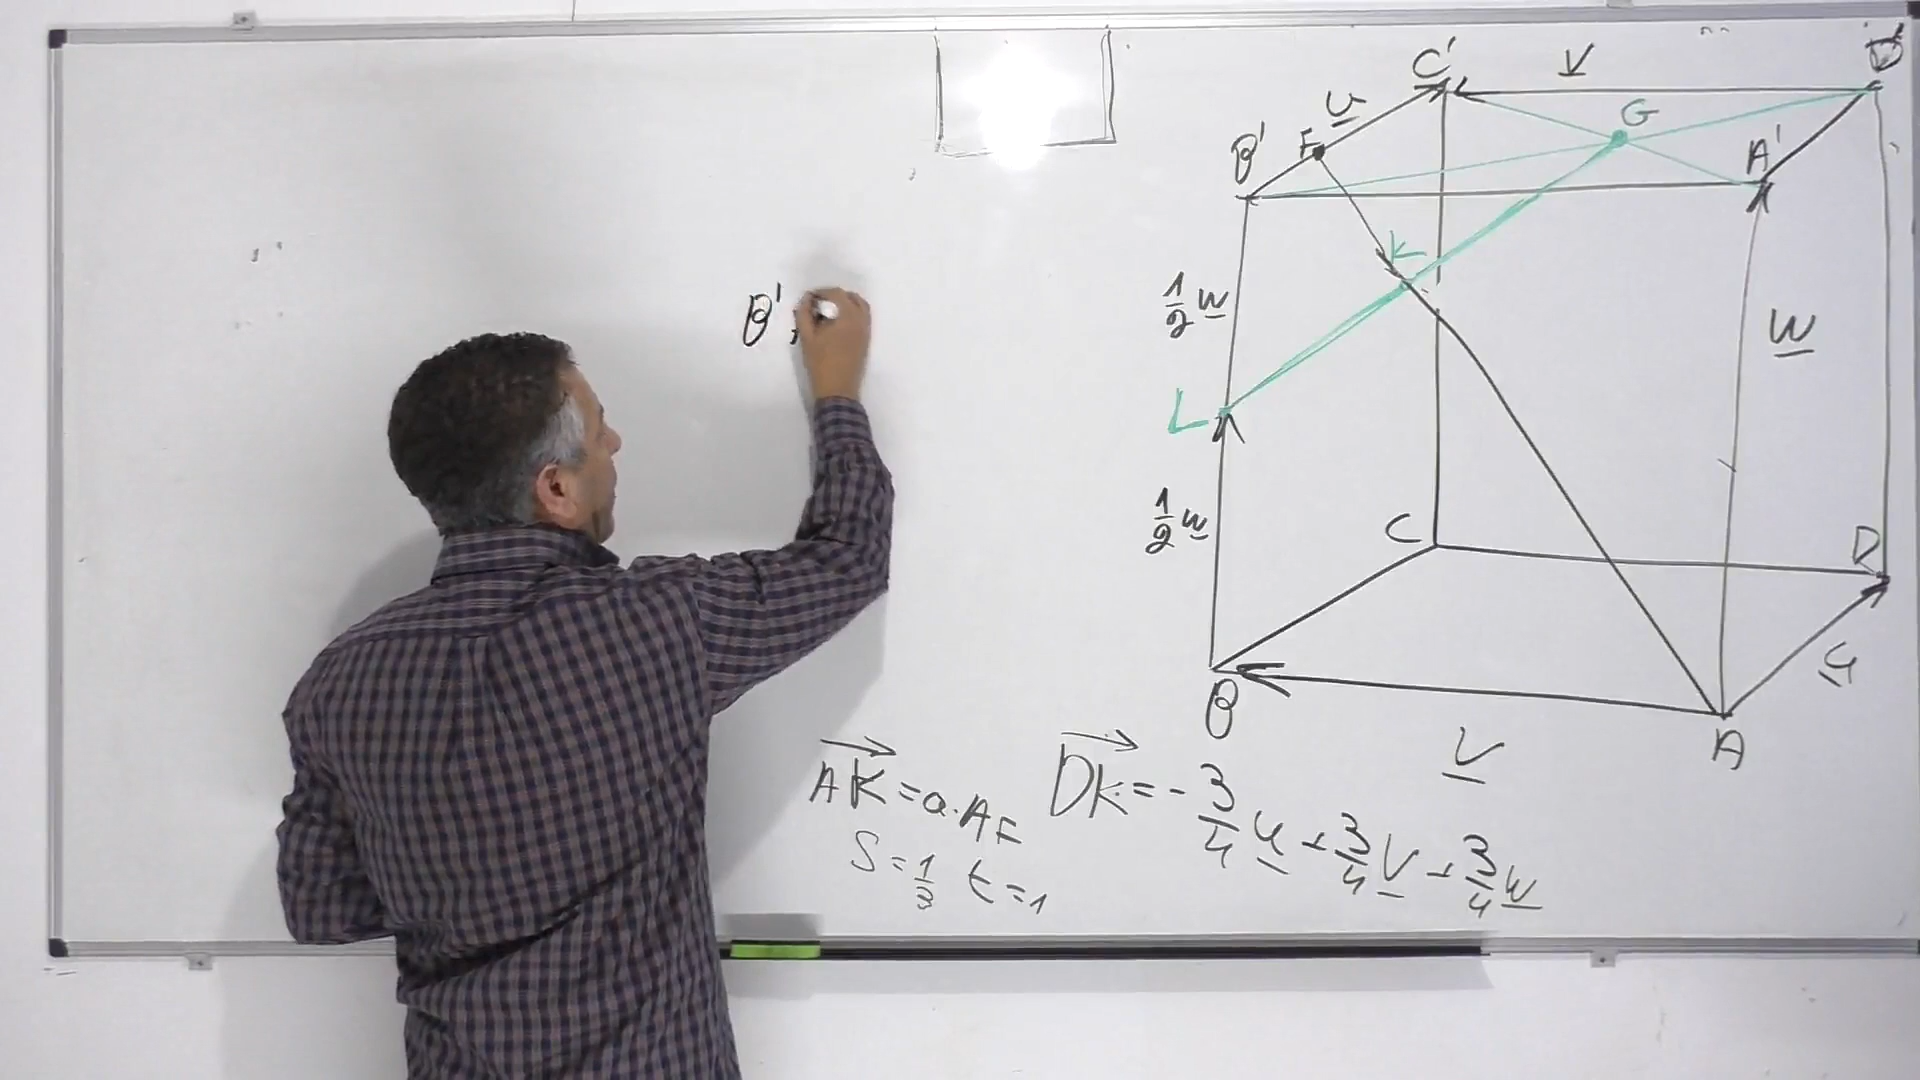 B',
C'
V
D'
u
G
B'
F
A'
K
1/2 w
w
L
1/2 w
C
D
u
B
A
V
AK = a·AF
S = 1/3 t = 1
DK = - 3/4 u + 3/4 V + 3/4 w